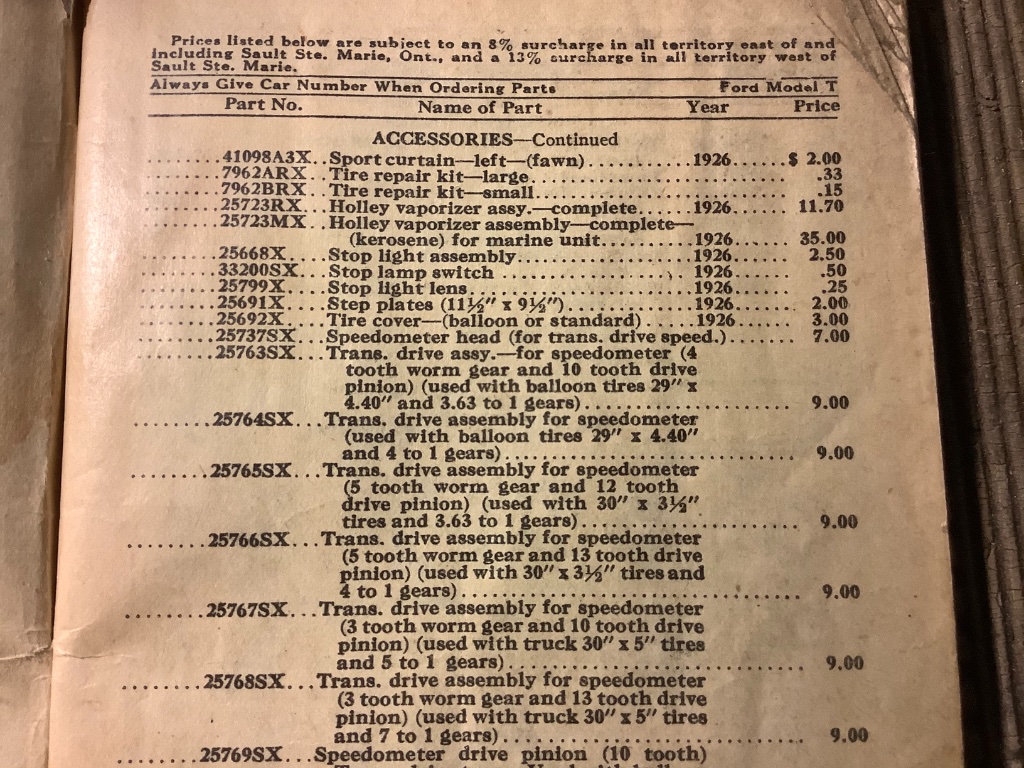 Prices listed below are subject to an 8% surcharge in all territory east of and
including Sault Ste. Marie, Ont., and a 13% surcharge in all territory west of
Sault Ste. Marie.
Always Give Car Number When Ordering Parts Ford Model T
Part No. Name of Part Year Price
ACCESSORIES—Continued
........41098A3X..Sport curtain—left—(fawn)..........1926......$ 2.00
........7962ARX...Tire repair kit—large............................ .33
........7962BRX...Tire repair kit—small............................ .15
........25723RX...Holley vaporizer assy.—complete......1926...... 11.70
........25723MX...Holley vaporizer assembly—complete—
(kerosene) for marine unit..........1926...... 35.00
........25668X....Stop light assembly....................1926...... 2.50
........33200SX...Stop lamp switch ......................1926...... .50
........25799X....Stop light lens........................1926...... .25
........25691X....Step plates (11½″ x 9½″)..............1926...... 2.00
........25692X....Tire cover—(balloon or standard).....1926...... 3.00
........25737SX...Speedometer head (for trans. drive speed.)....... 7.00
........25763SX...Trans. drive assy.—for speedometer (4
tooth worm gear and 10 tooth drive
pinion) (used with balloon tires 29″ x
4.40″ and 3.63 to 1 gears)....................... 9.00
........25764SX...Trans. drive assembly for speedometer
(used with balloon tires 29″ x 4.40″
and 4 to 1 gears)............................... 9.00
........25765SX...Trans. drive assembly for speedometer
(5 tooth worm gear and 12 tooth
drive pinion) (used with 30″ x 3½″
tires and 3.63 to 1 gears)...................... 9.00
........25766SX...Trans. drive assembly for speedometer
(5 tooth worm gear and 13 tooth drive
pinion) (used with 30″ x 3½″ tires and
4 to 1 gears)................................... 9.00
........25767SX...Trans. drive assembly for speedometer
(3 tooth worm gear and 10 tooth drive
pinion) (used with truck 30″ x 5″ tires
and 5 to 1 gears)............................... 9.00
........25768SX...Trans. drive assembly for speedometer
(3 tooth worm gear and 13 tooth drive
pinion) (used with truck 30″ x 5″ tires
and 7 to 1 gears)............................... 9.00
........25769SX...Speedometer drive pinion (10 tooth)